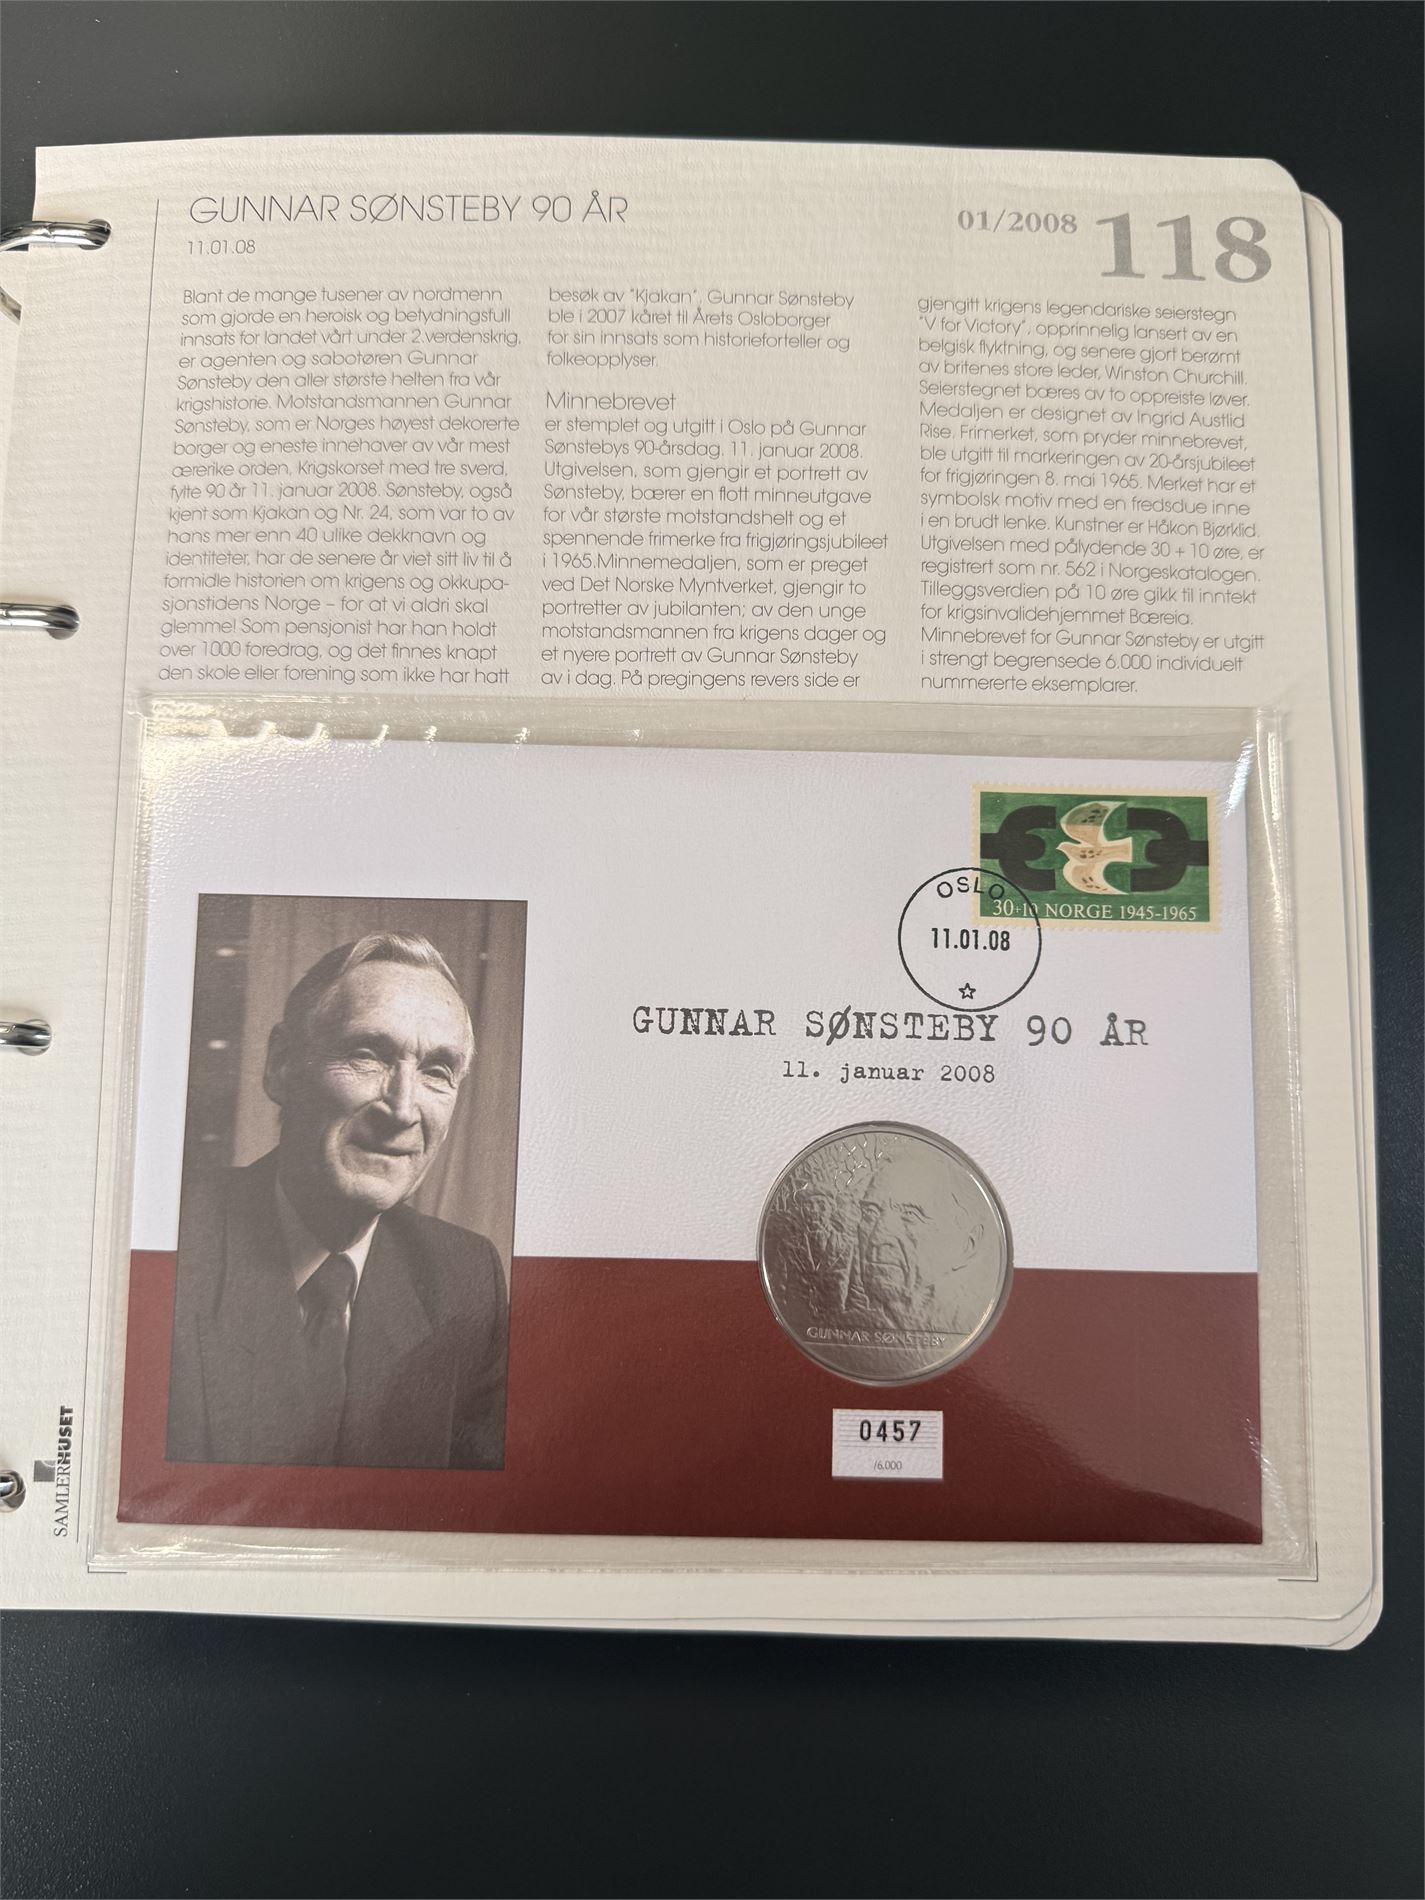 GUNNAR SØNSTEBY 90 ÅR
11.01.08
01/2008 118
Blant de mange tusener av nordmenn
som gjorde en heroisk og betydningsfull
innsats for landet vårt under 2.verdenskrig,
er agenten og sabotøren Gunnar
Sønsteby den aller største helten fra vår
krigshistorie. Motstandsmannen Gunnar
Sønsteby, som er Norges høyest dekorerte
borger og eneste innehaver av vår mest
ærerike orden, Krigskorset med tre sverd,
fylte 90 år 11. januar 2008. Sønsteby, også
kjent som Kjakan og Nr. 24, som var to av
hans mer enn 40 ulike dekknavn og
identiteter, har de senere år viet sitt liv til å
formidle historien om krigens og okkupa-
sjonstidens Norge – for at vi aldri skal
glemme! Som pensjonist har han holdt
over 1000 foredrag, og det finnes knapt
den skole eller forening som ikke har hatt
besøk av "Kjakan". Gunnar Sønsteby
ble i 2007 kåret til Årets Osloborger
for sin innsats som historieforteller og
folkeopplyser.
Minnebrevet
er stemplet og utgitt i Oslo på Gunnar
Sønstebys 90-årsdag, 11. januar 2008.
Utgivelsen, som gjengir et portrett av
Sønsteby, bærer en flott minneutgave
for vår største motstandshelt og et
spennende frimerke fra frigjøringsjubileet
i 1965.Minnemedaljen, som er preget
ved Det Norske Myntverket, gjengir to
portretter av jubilanten; av den unge
motstandsmannen fra krigens dager og
et nyere portrett av Gunnar Sønsteby
av i dag. På pregingens revers side er
gjengitt krigens legendariske seierstegn
"V for Victory", opprinnelig lansert av en
belgisk flyktning, og senere gjort berømt
av britenes store leder, Winston Churchill.
Seierstegnet bæres av to oppreiste løver.
Medaljen er designet av Ingrid Austlid
Rise. Frimerket, som pryder minnebrevet,
ble utgitt til markeringen av 20-årsjubileet
for frigjøringen 8. mai 1965. Merket har et
symbolsk motiv med en fredsdue inne
i en brudt lenke. Kunstner er Håkon Bjørklid.
Utgivelsen med pålydende 30 + 10 øre, er
registrert som nr. 562 i Norgeskatalogen.
Tilleggsverdien på 10 øre gikk til inntekt
for krigsinvalidehjemmet Bæreia.
Minnebrevet for Gunnar Sønsteby er utgitt
i strengt begrensede 6.000 individuelt
nummererte eksemplarer.
30+10 NORGE 1945-1965
OSLO
11.01.08
GUNNAR SØNSTEBY 90 ÅR
11. januar 2008
GUNNAR SØNSTEBY
0457
/6.000
SAMLERHUSET